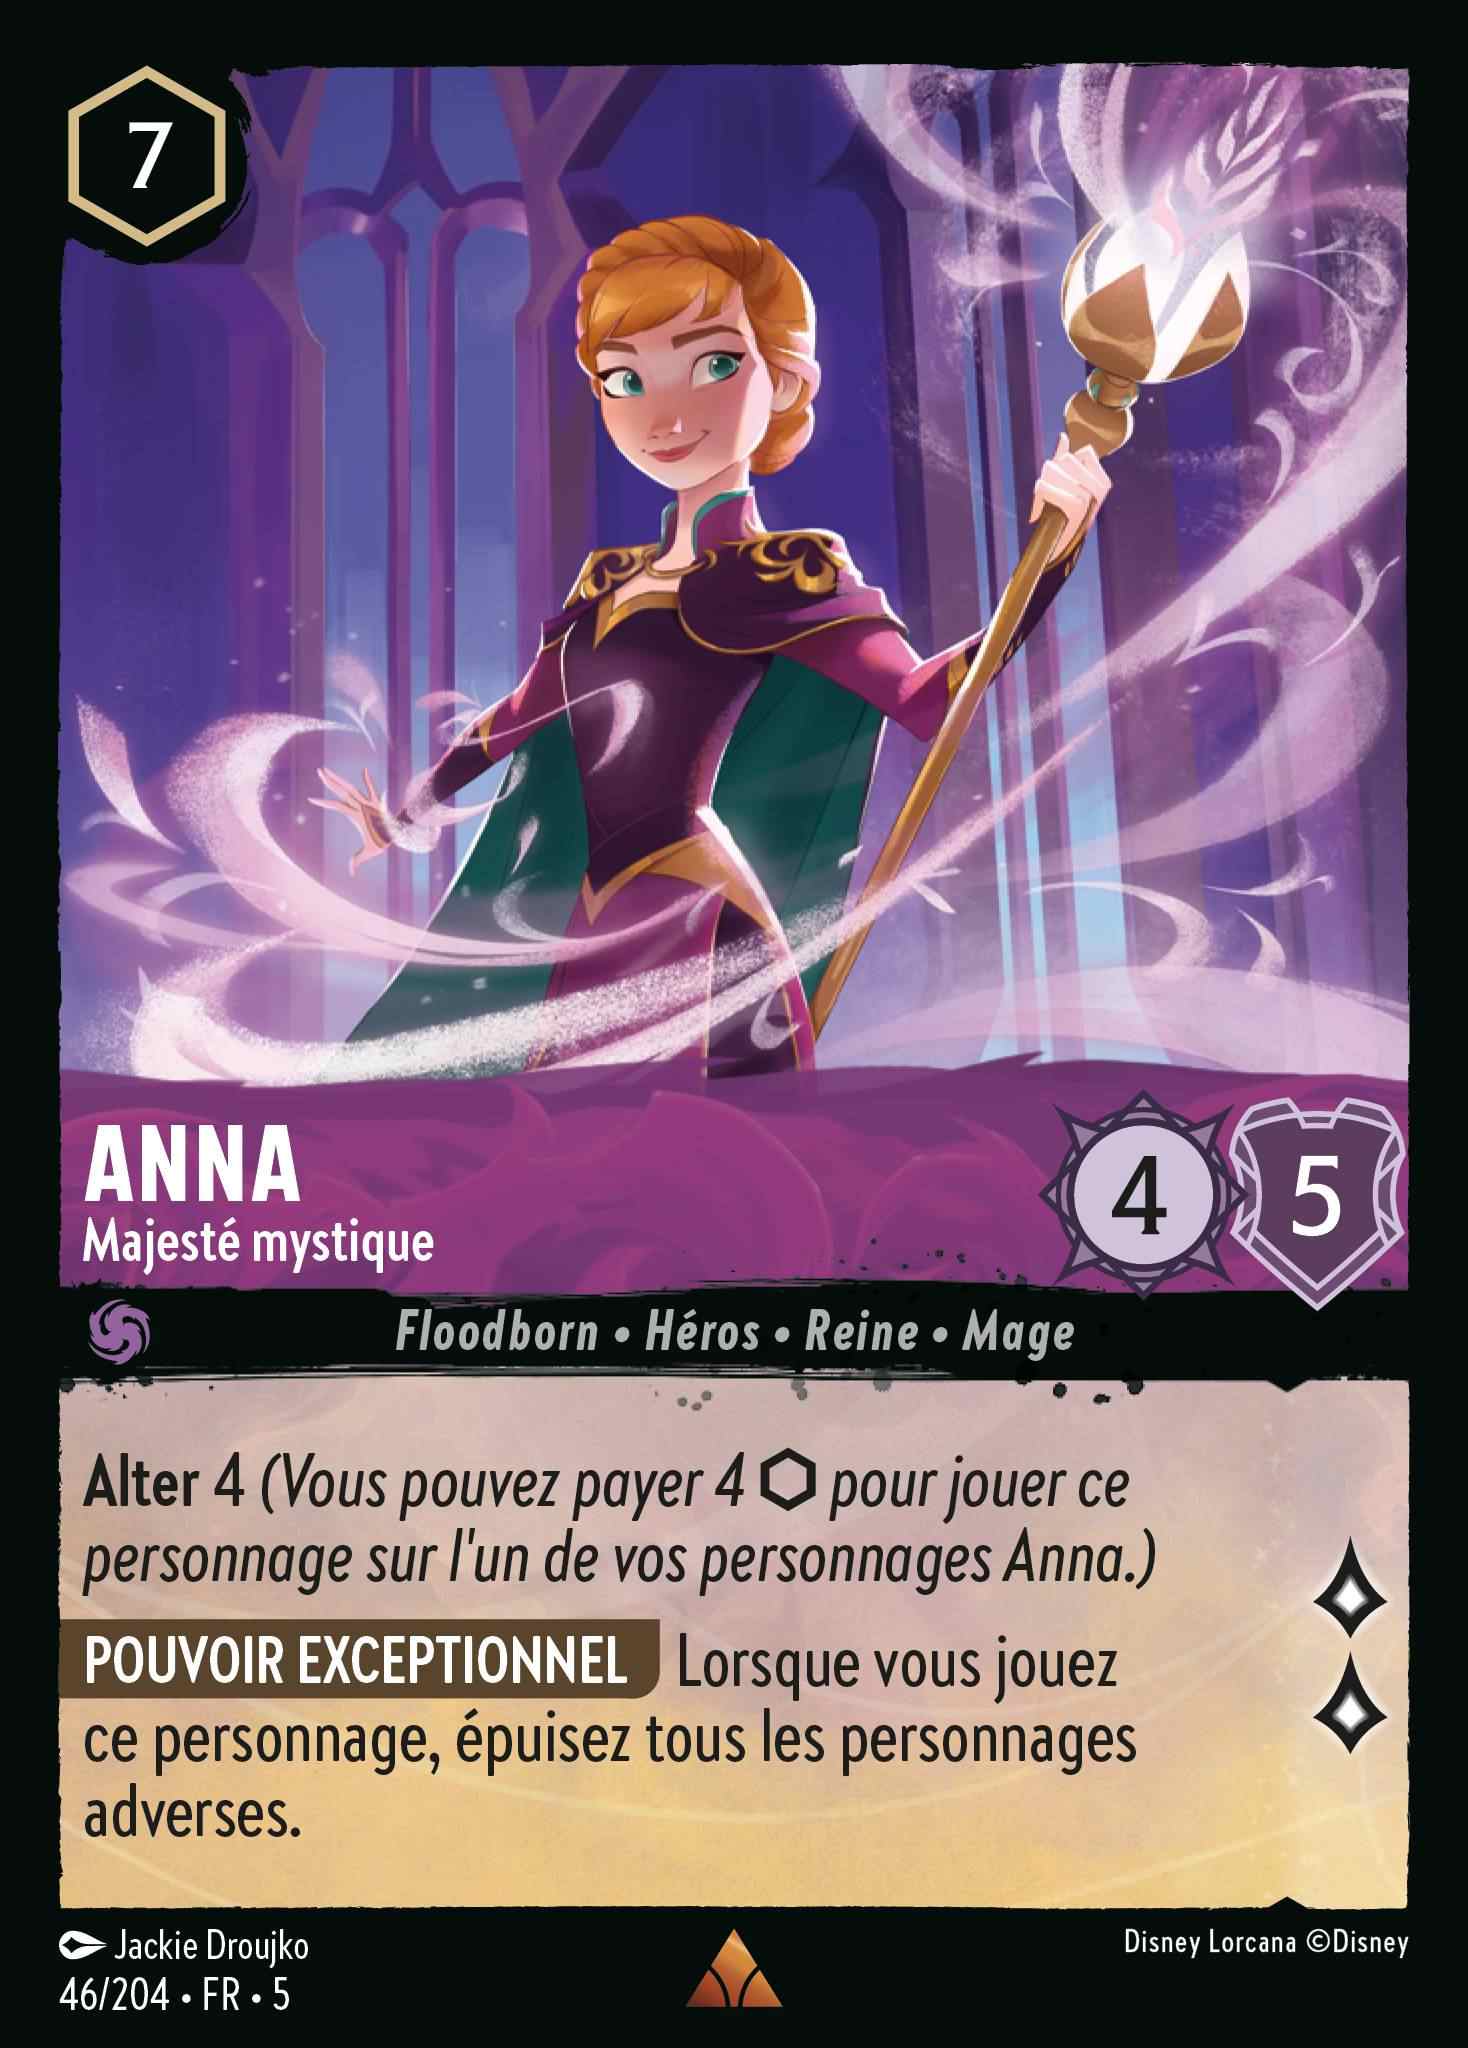 7
ANNA
Majesté mystique
4
5
Floodborn • Héros • Reine • Mage
Alter 4 (Vous pouvez payer 4 ⬡ pour jouer ce
personnage sur l'un de vos personnages Anna.)
POUVOIR EXCEPTIONNEL Lorsque vous jouez
ce personnage, épuisez tous les personnages
adverses.
Jackie Droujko
46/204 • FR • 5
Disney Lorcana ©Disney